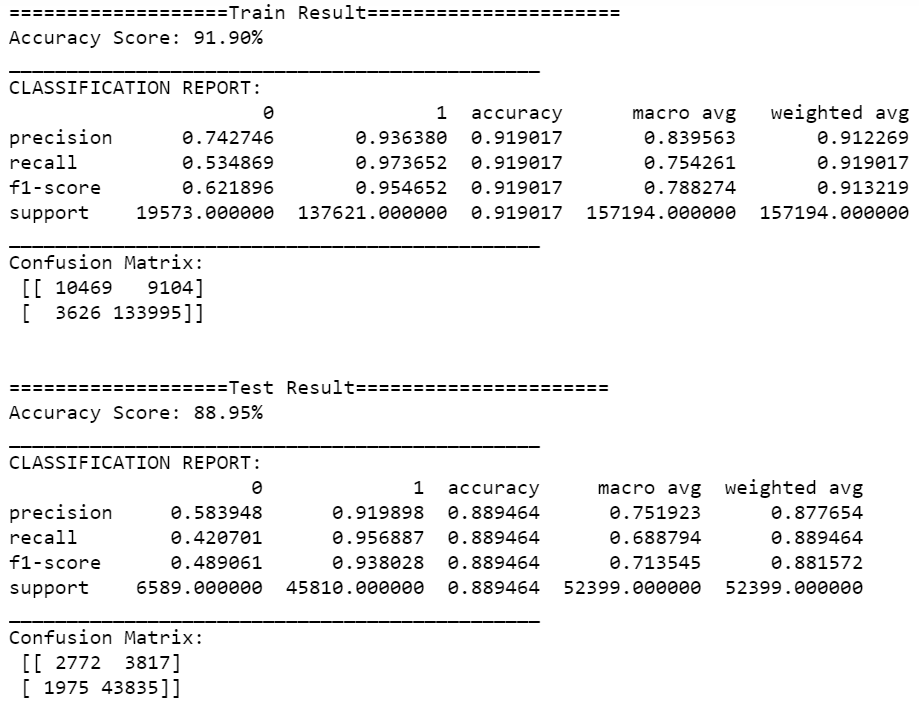 ===================Train Result======================
Accuracy Score: 91.90%
______________________________________________
CLASSIFICATION REPORT:
                      0              1  accuracy      macro avg   weighted avg
precision      0.742746       0.936380  0.919017       0.839563       0.912269
recall         0.534869       0.973652  0.919017       0.754261       0.919017
f1-score       0.621896       0.954652  0.919017       0.788274       0.913219
support    19573.000000  137621.000000  0.919017  157194.000000  157194.000000
______________________________________________
Confusion Matrix:
 [[ 10469   9104]
 [  3626 133995]]
===================Test Result======================
Accuracy Score: 88.95%
______________________________________________
CLASSIFICATION REPORT:
                     0             1  accuracy     macro avg  weighted avg
precision     0.583948      0.919898  0.889464      0.751923      0.877654
recall        0.420701      0.956887  0.889464      0.688794      0.889464
f1-score      0.489061      0.938028  0.889464      0.713545      0.881572
support    6589.000000  45810.000000  0.889464  52399.000000  52399.000000
______________________________________________
Confusion Matrix:
 [[ 2772  3817]
 [ 1975 43835]]